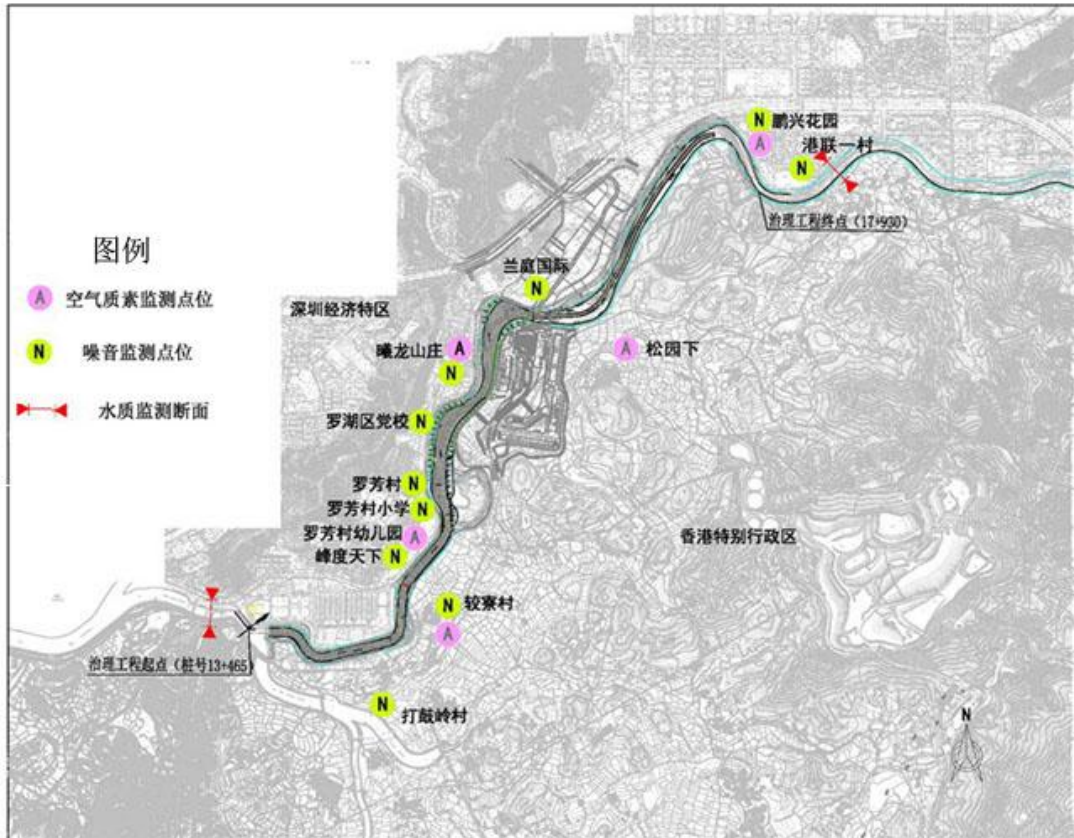 N
鹏兴花园
A
港联一村
N
治理工程终点（17+930）
图例
A
空气质素监测点位
N
噪音监测点位
水质监测断面
兰庭国际
N
深圳经济特区
曦龙山庄
A
N
A
松园下
罗湖区党校
N
罗芳村
N
罗芳村小学
N
罗芳村幼儿园
A
峰度天下
N
香港特别行政区
N
较寮村
A
治理工程起点（桩号13+465）
N
打鼓岭村
N